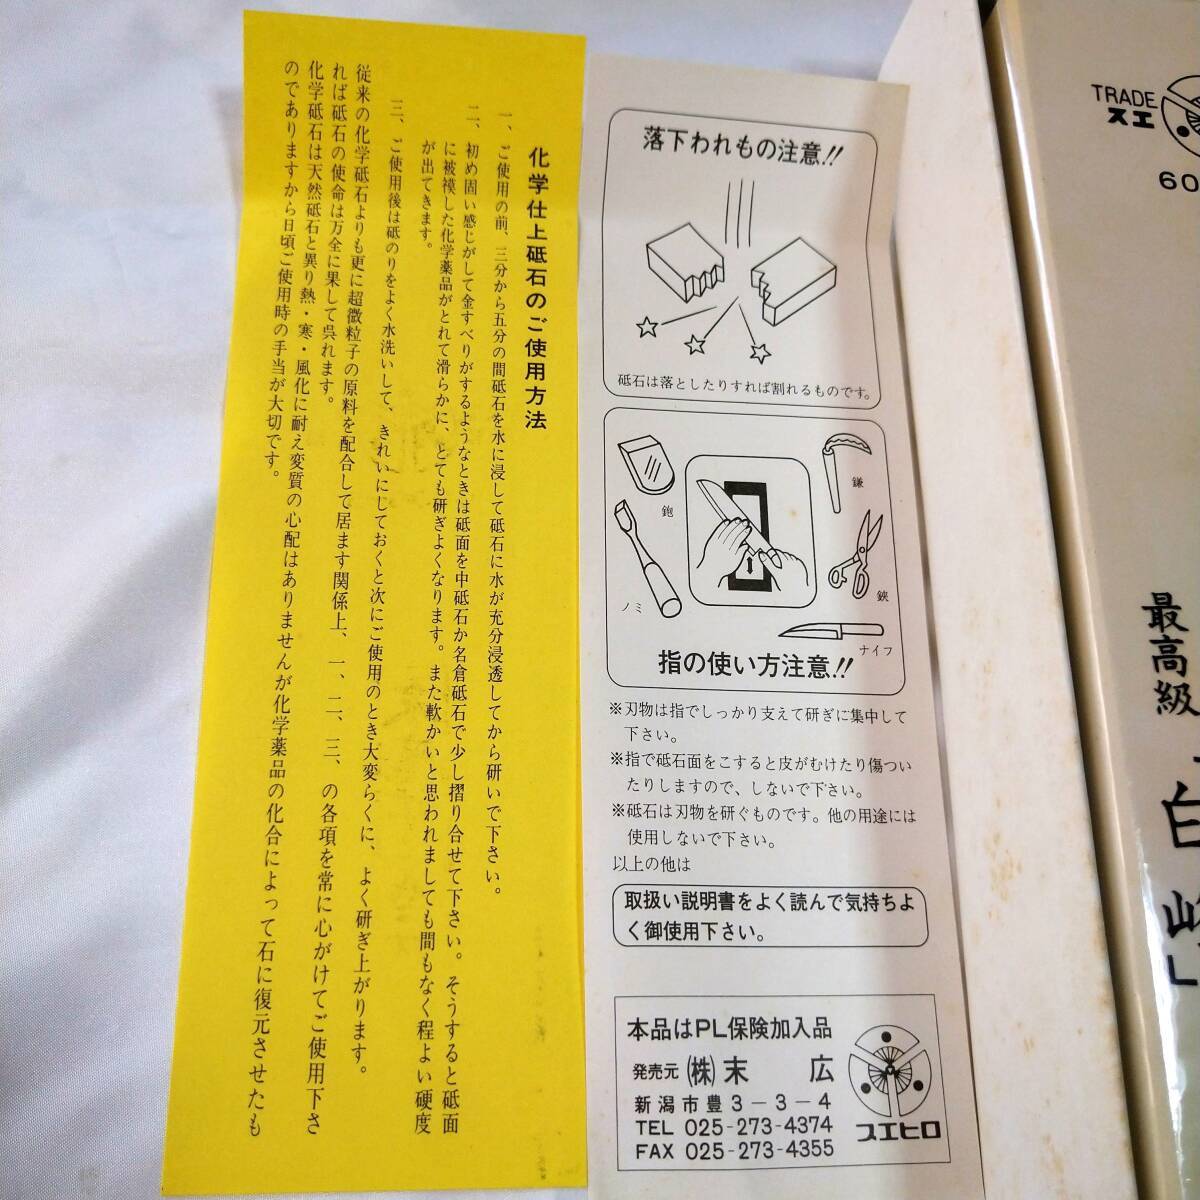 化学仕上砥石のご使用方法
一、ご使用の前、三分から五分の間砥石を水に浸して砥石に水が充分浸透してから研いで下さい。
二、初め固い感じがして金すべりがするようなときは砥面を中砥石か名倉砥石で少し摺り合せて下さい。そうすると砥面
に被摸した化学薬品がとれて滑らかに、とても研ぎよくなります。また軟かいと思われましても間もなく程よい硬度
が出てきます。
三、ご使用後は砥のりをよく水洗いして、きれいにしておくと次にご使用のとき大変らくに、よく研ぎ上がります。
従来の化学砥石よりも更に超微粒子の原料を配合して居ます関係上、一、二、三、の各項を常に心がけてご使用下さ
れば砥石の使命は万全に果して呉れます。
化学砥石は天然砥石と異り熱・寒・風化に耐え変質の心配はありませんが化学薬品の化合によって石に復元させたも
のでありますから日頃ご使用時の手当が大切です。
落下われもの注意!!
砥石は落としたりすれば割れるものです。
鉋
鎌
ノミ
鋏
ナイフ
指の使い方注意!!
※刃物は指でしっかり支えて研ぎに集中して
下さい。
※指で砥石面をこすると皮がむけたり傷つい
たりしますので、しないで下さい。
※砥石は刃物を研ぐものです。他の用途には
使用しないで下さい。
以上の他は
取扱い説明書をよく読んで気持ちよ
く御使用下さい。
本品はPL保険加入品
発売元 (株)末広
新潟市豊3-3-4
TEL 025-273-4374
FAX 025-273-4355
スエヒロ
TRADE
スエ
60
最高級
白